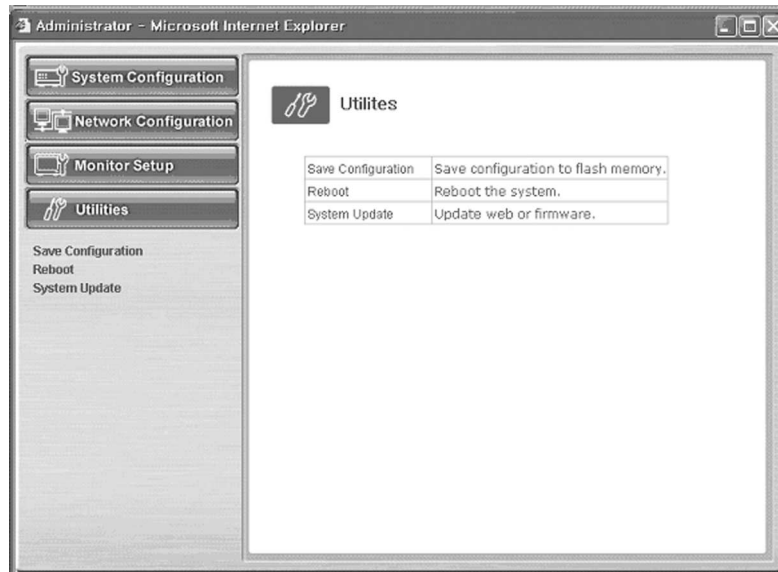 Administrator - Microsoft Internet Explorer
System Configuration
Network Configuration
Monitor Setup
Utilities
Save Configuration
Reboot
System Update
Utilites
Save Configuration Save configuration to flash memory.
Reboot Reboot the system.
System Update Update web or firmware.